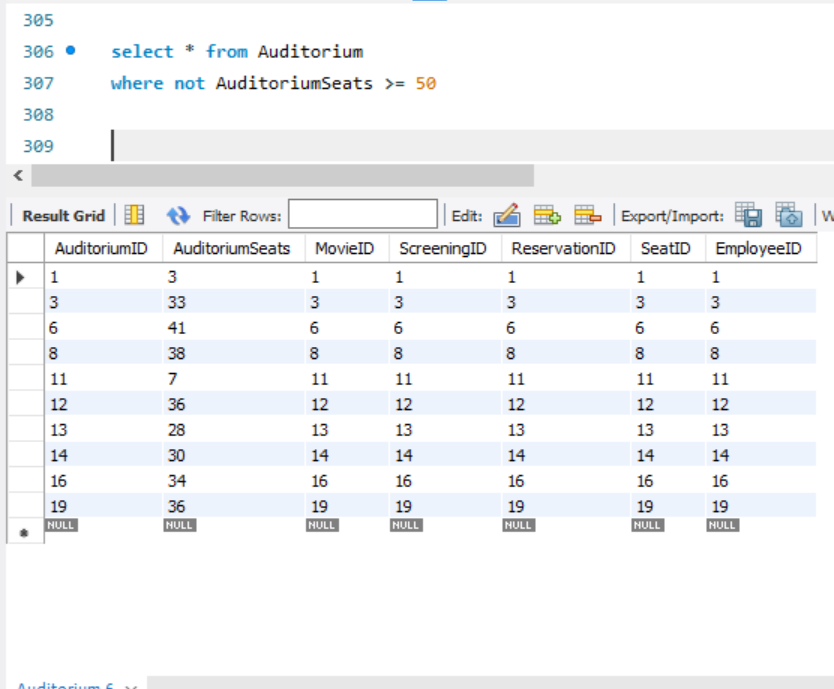 305
306 select * from Auditorium
307 where not AuditoriumSeats >= 50
308
309
Result Grid Filter Rows: Edit: Export/Import:
AuditoriumID AuditoriumSeats MovieID ScreeningID ReservationID SeatID EmployeeID
1 3 1 1 1 1 1
3 33 3 3 3 3 3
6 41 6 6 6 6 6
8 38 8 8 8 8 8
11 7 11 11 11 11 11
12 36 12 12 12 12 12
13 28 13 13 13 13 13
14 30 14 14 14 14 14
16 34 16 16 16 16 16
19 36 19 19 19 19 19
NULL NULL NULL NULL NULL NULL NULL